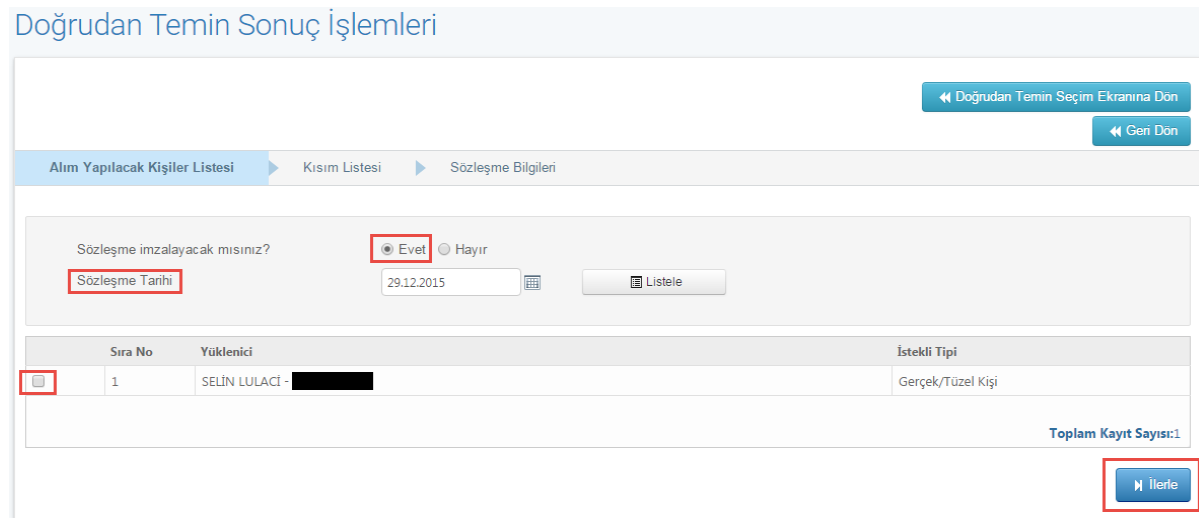 Doğrudan Temin Sonuç İşlemleri
Doğrudan Temin Seçim Ekranına Dön
Geri Dön
Alım Yapılacak Kişiler Listesi Kısım Listesi Sözleşme Bilgileri
Sözleşme imzalayacak mısınız? Evet Hayır
Sözleşme Tarihi 29.12.2015 Listele
Sıra No Yüklenici İstekli Tipi
1 SELİN LULACİ - Gerçek/Tüzel Kişi
Toplam Kayıt Sayısı:1
İlerle